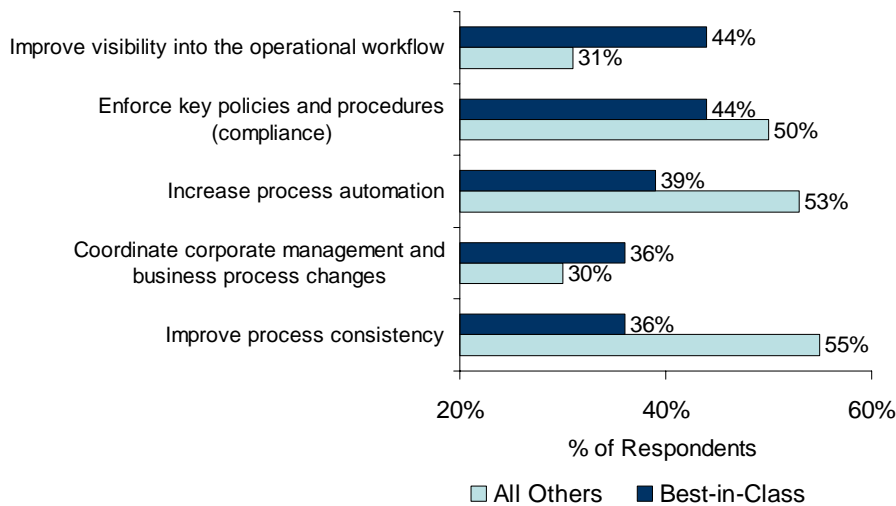 Improve visibility into the operational workflow
44%
31%
Enforce key policies and procedures
(compliance)
44%
50%
Increase process automation
39%
53%
Coordinate corporate management and
business process changes
36%
30%
Improve process consistency
36%
55%
20% 40% 60%
% of Respondents
All Others Best-in-Class